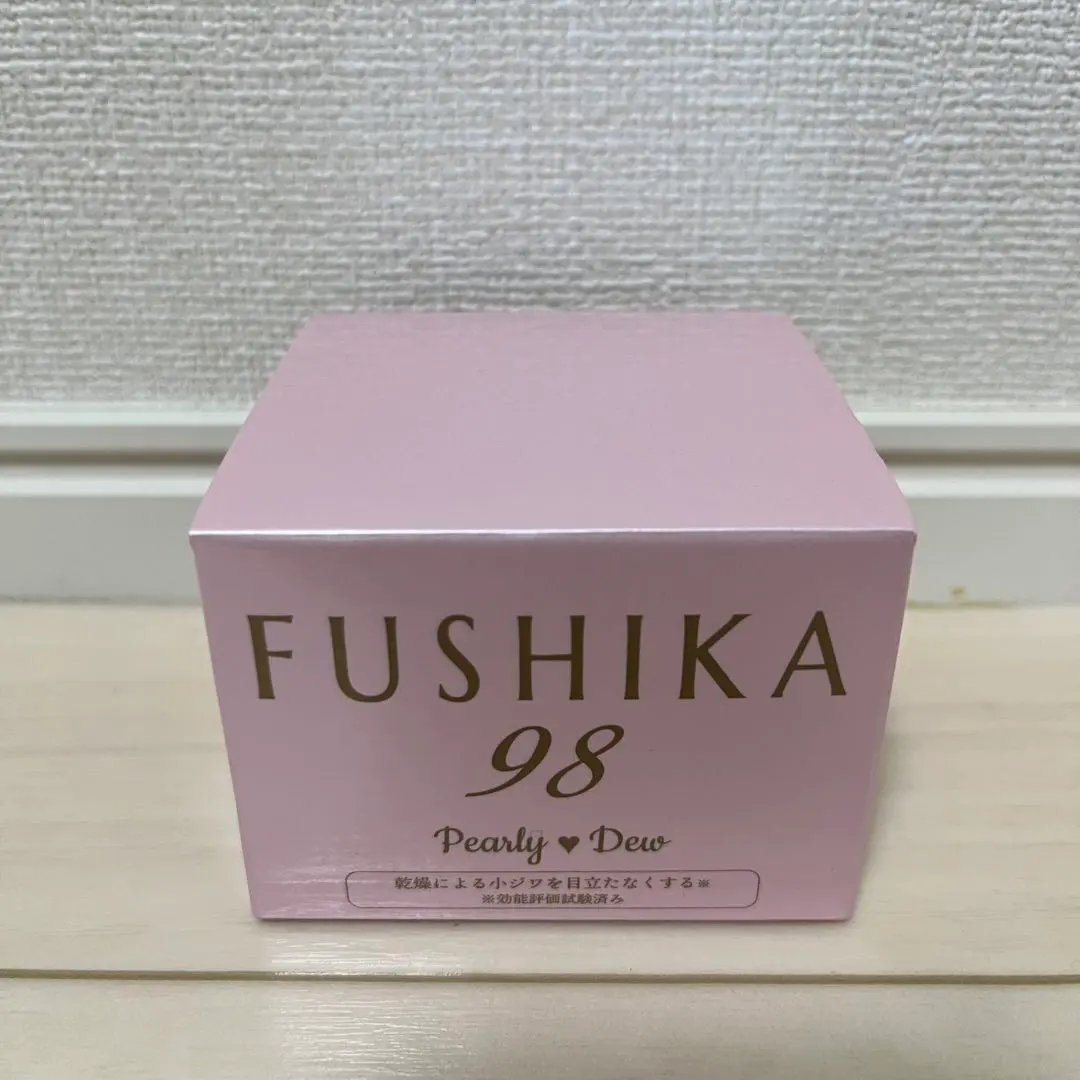 FUSHIKA
98
Pearly ♥ Dew
乾燥による小ジワを目立たなくする※
※効能評価試験済み